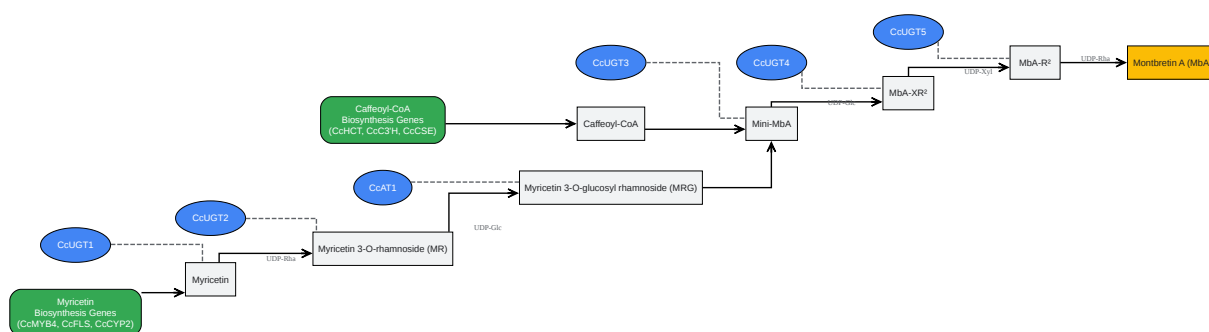 CcUGT5
CcUGT3
CcUGT4
UDP-Xyl
MbA-R²
UDP-Rha
Montbretin A (MbA
MbA-XR²
Caffeoyl-CoA
Biosynthesis Genes
(CcHCT, CcC3'H, CcCSE)
Caffeoyl-CoA
Mini-MbA
CcAT1
Myricetin 3-O-glucosyl rhamnoside (MRG)
CcUGT2
UDP-Glc
CcUGT1
UDP-Rha
Myricetin 3-O-rhamnoside (MR)
Myricetin
Myricetin
Biosynthesis Genes
(CcMYB4, CcFLS, CcCYP2)